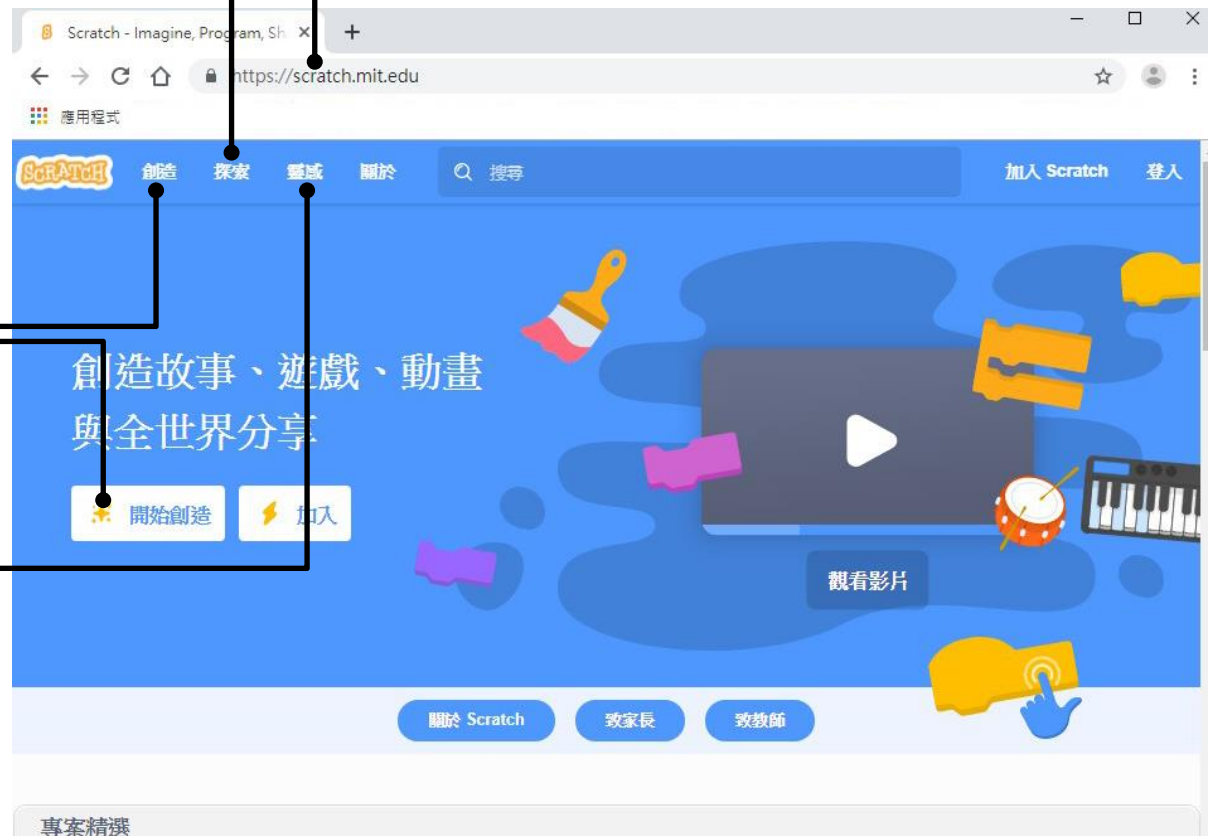 Scratch - Imagine, Program, Sh
https://scratch.mit.edu
應用程式
SCRATCH 創造 探索 靈感 關於 搜尋 加入 Scratch 登入
創造故事、遊戲、動畫
與全世界分享
開始創造 加入
觀看影片
關於 Scratch 致家長 致教師
專案精選